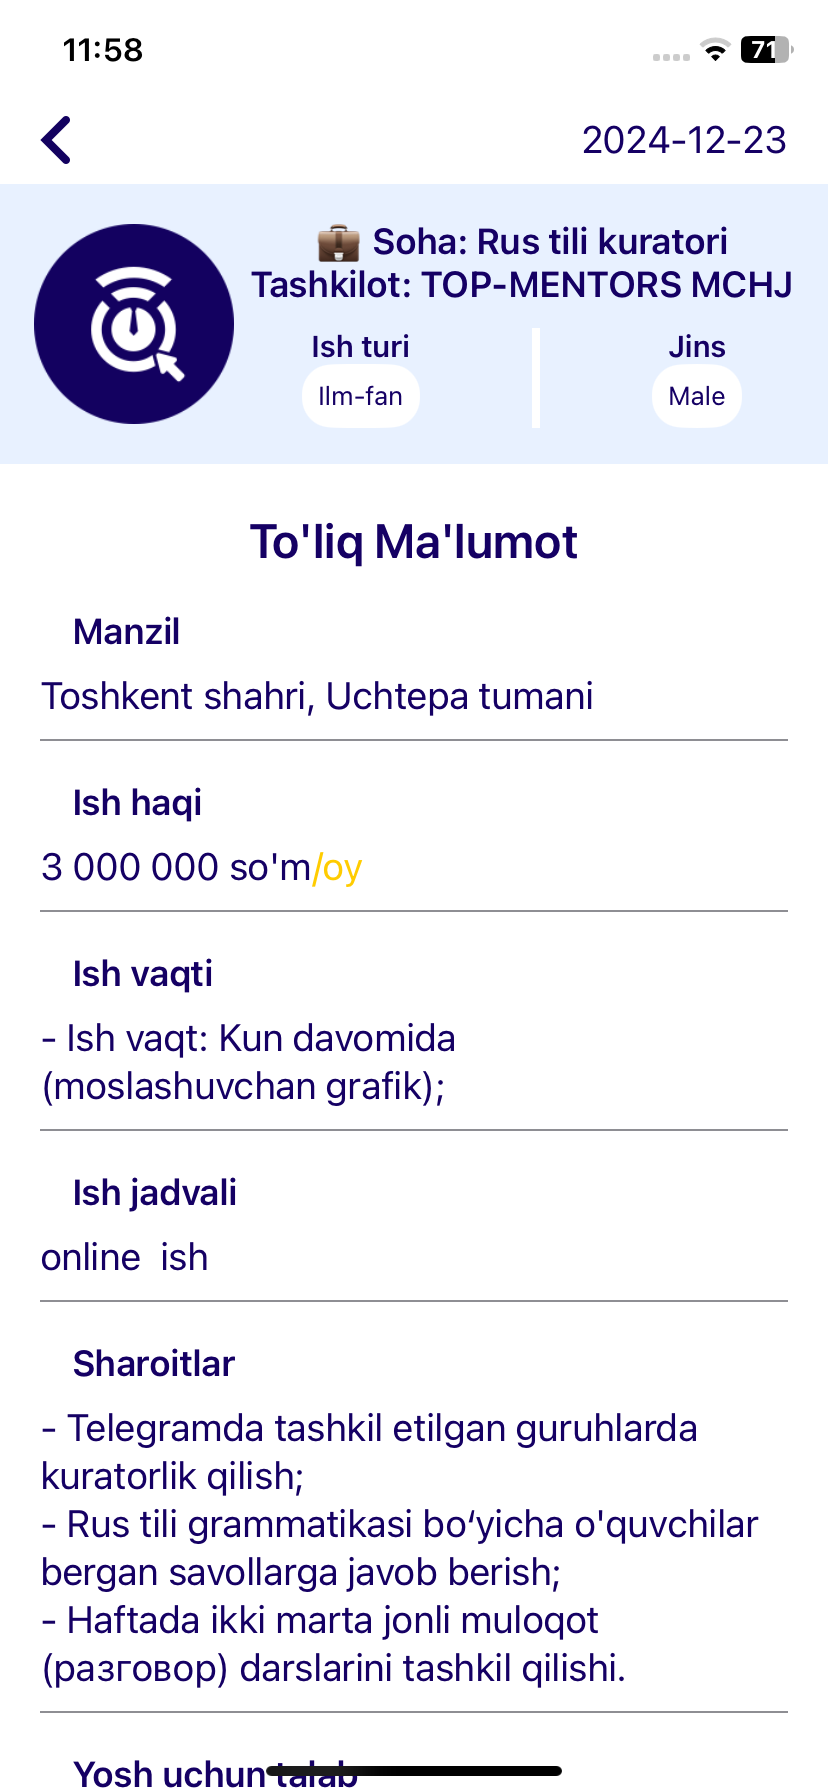 11:58
71
2024-12-23
💼 Soha: Rus tili kuratori
Tashkilot: TOP-MENTORS MCHJ
Ish turi
Jins
Ilm-fan
Male
To'liq Ma'lumot
Manzil
Toshkent shahri, Uchtepa tumani
Ish haqi
3 000 000 so'm/oy
Ish vaqti
- Ish vaqt: Kun davomida
(moslashuvchan grafik);
Ish jadvali
online  ish
Sharoitlar
- Telegramda tashkil etilgan guruhlarda
kuratorlik qilish;
- Rus tili grammatikasi bo‘yicha o'quvchilar
bergan savollarga javob berish;
- Haftada ikki marta jonli muloqot
(разговор) darslarini tashkil qilishi.
Yosh uchun talab